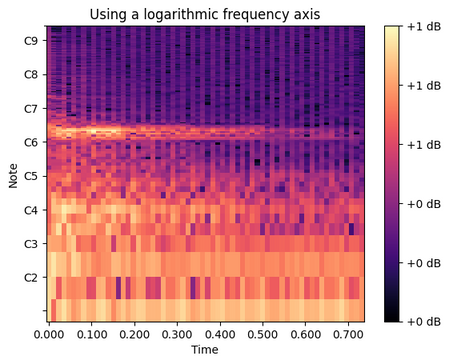 Using a logarithmic frequency axis
C9
C8
C7
C6
C5
C4
C3
C2
Note
0.000 0.100 0.200 0.300 0.400 0.500 0.600 0.700
Time
+1 dB
+1 dB
+1 dB
+0 dB
+0 dB
+0 dB